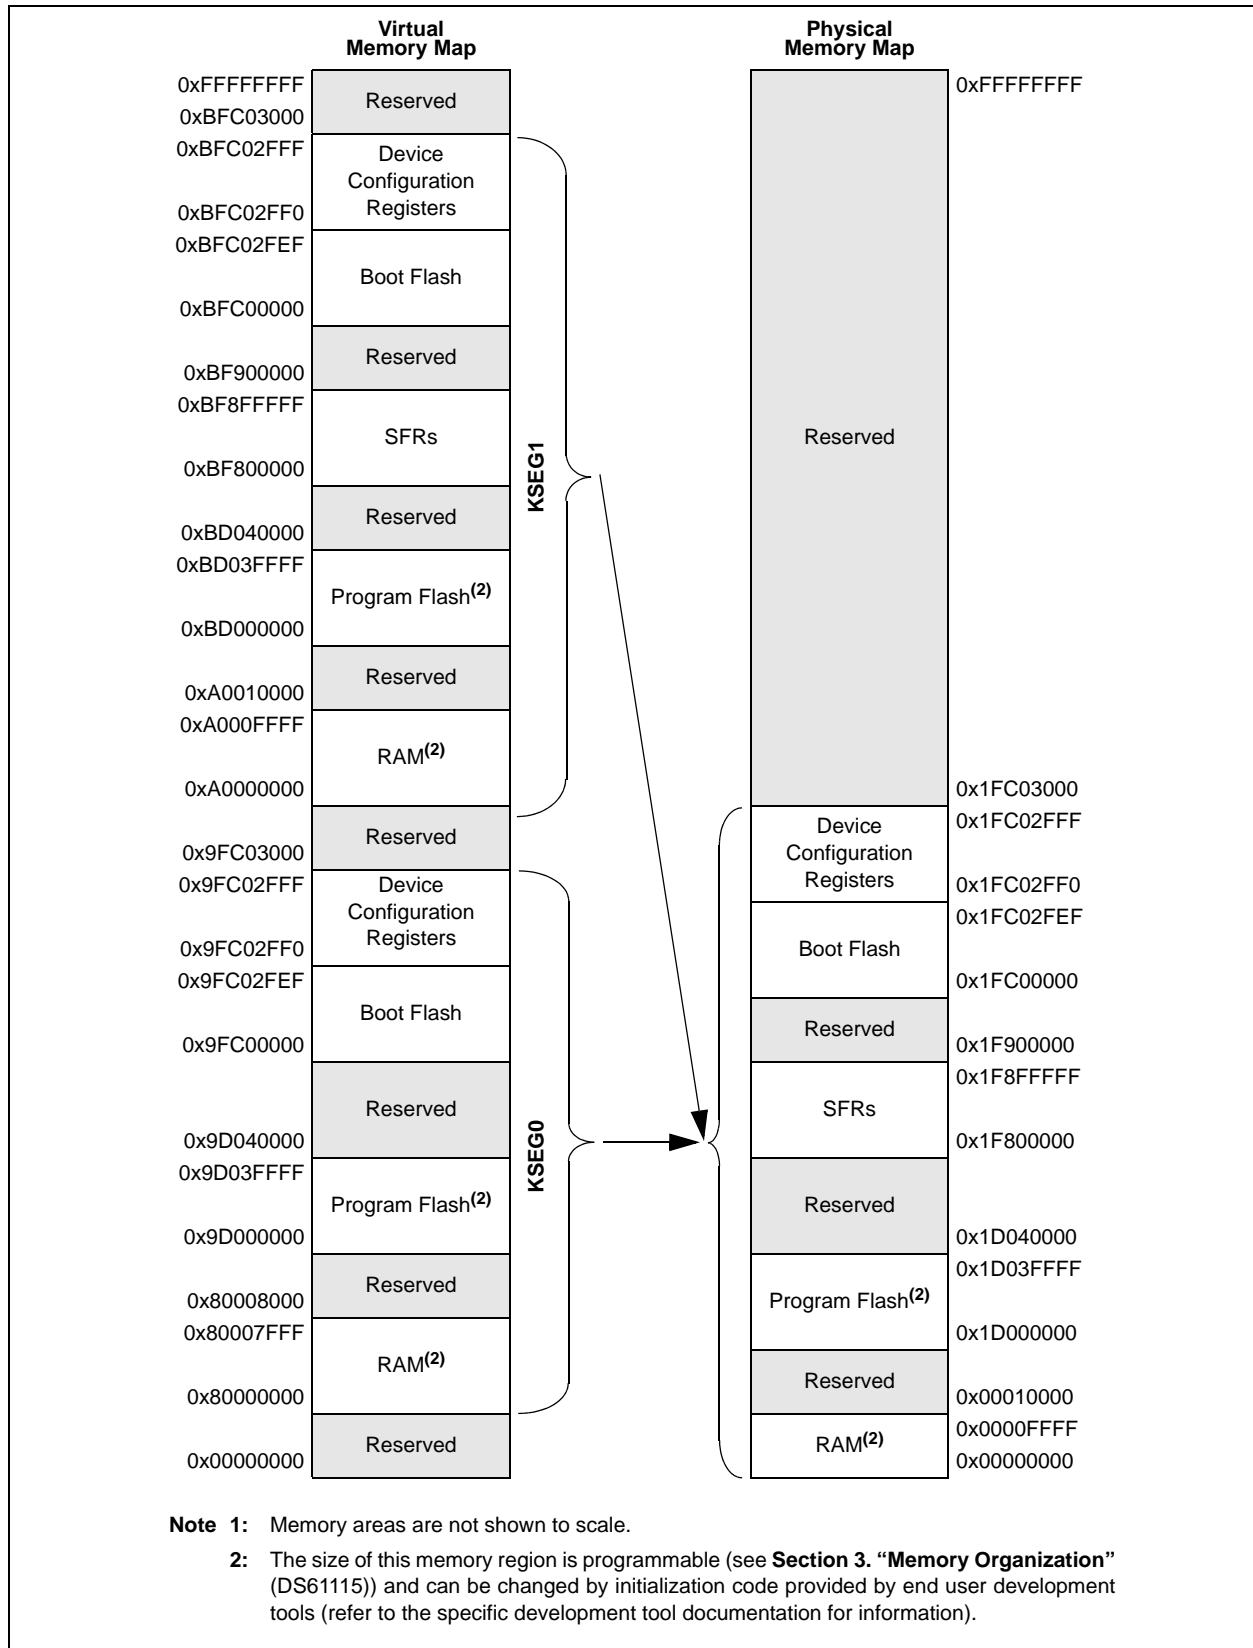 Virtual
Memory Map
0xFFFFFFFF
0xBFC03000
Reserved
0xBFC02FFF
0xBFC02FF0
Device
Configuration
Registers
0xBFC02FEF
0xBFC00000
Boot Flash
Reserved
0xBF900000
0xBF8FFFFF
0xBF800000
SFRs
Reserved
0xBD040000
0xBD03FFFF
0xBD000000
Program Flash(2)
Reserved
0xA0010000
0xA000FFFF
0xA0000000
RAM(2)
Reserved
0x9FC03000
0x9FC02FFF
0x9FC02FF0
Device
Configuration
Registers
0x9FC02FEF
0x9FC00000
Boot Flash
Reserved
0x9D040000
0x9D03FFFF
0x9D000000
Program Flash(2)
Reserved
0x80008000
0x80007FFF
0x80000000
RAM(2)
Reserved
0x00000000
KSEG1
KSEG0
Physical
Memory Map
0xFFFFFFFF
Reserved
0x1FC03000
0x1FC02FFF
Device
Configuration
Registers
0x1FC02FF0
0x1FC02FEF
Boot Flash
0x1FC00000
Reserved
0x1F900000
0x1F8FFFFF
SFRs
0x1F800000
Reserved
0x1D040000
0x1D03FFFF
Program Flash(2)
0x1D000000
Reserved
0x00010000
0x0000FFFF
RAM(2)
0x00000000
Note 1: Memory areas are not shown to scale.
2: The size of this memory region is programmable (see Section 3. “Memory Organization”
(DS61115)) and can be changed by initialization code provided by end user development
tools (refer to the specific development tool documentation for information).